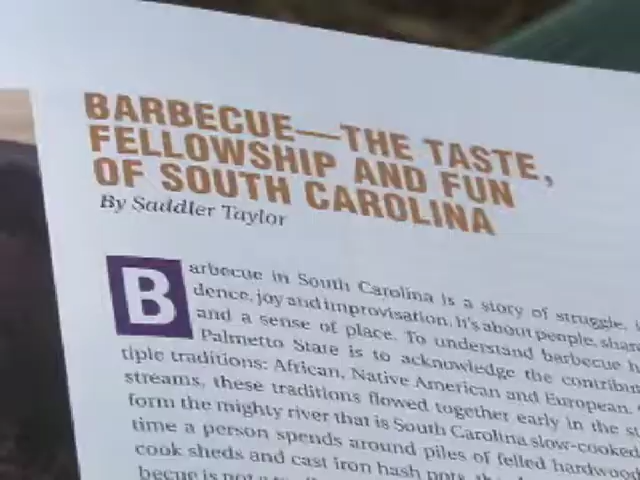 BARBECUE—THE TASTE,
FELLOWSHIP AND FUN
OF SOUTH CAROLINA
By Saddler Taylor
Barbecue in South Carolina is a story of struggle,
dence, joy and improvisation. It's about people,
and a sense of place. To understand barbecue
Palmetto State is to acknowledge the
tiple traditions: African, Native American and European.
streams, these traditions flowed together early in the
form the mighty river that is South Carolina slow-cooked
time a person spends around piles of felled
cook sheds and cast iron hash pots,
becue is not